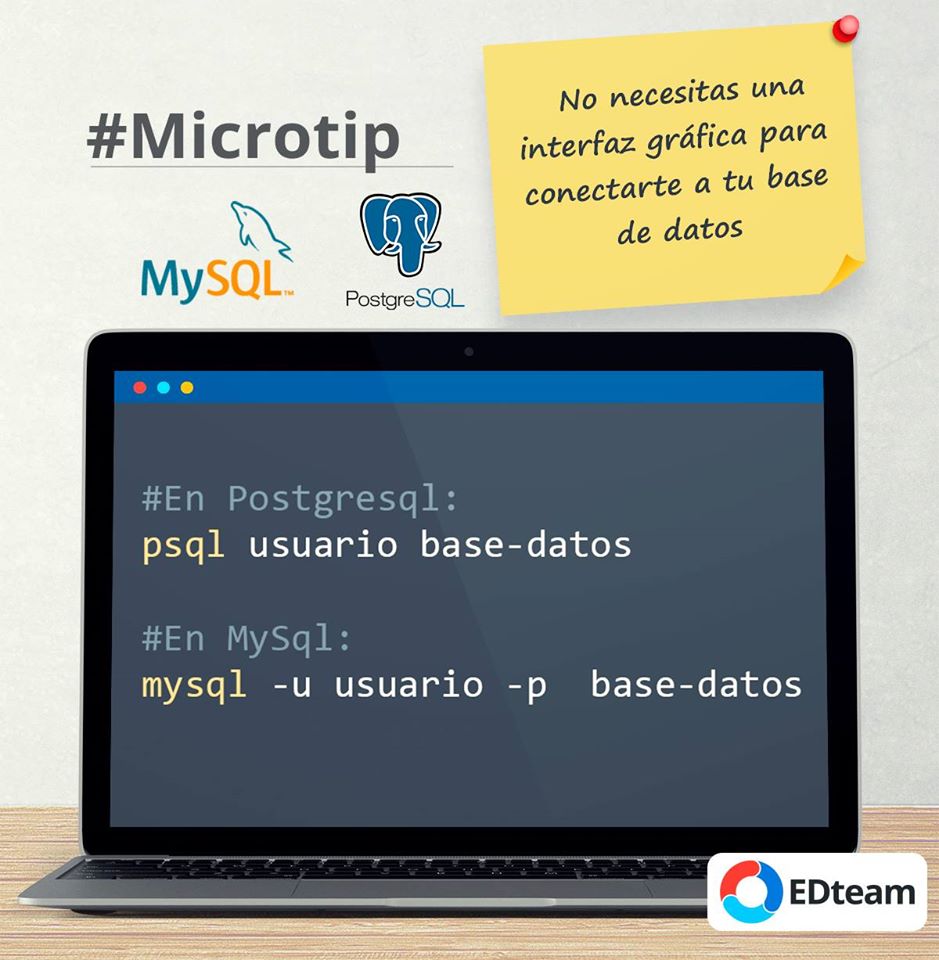 #Microtip
MySQL™
PostgreSQL
No necesitas una
interfaz gráfica para
conectarte a tu base
de datos
#En Postgresql:
psql usuario base-datos
#En MySql:
mysql -u usuario -p  base-datos
EDteam